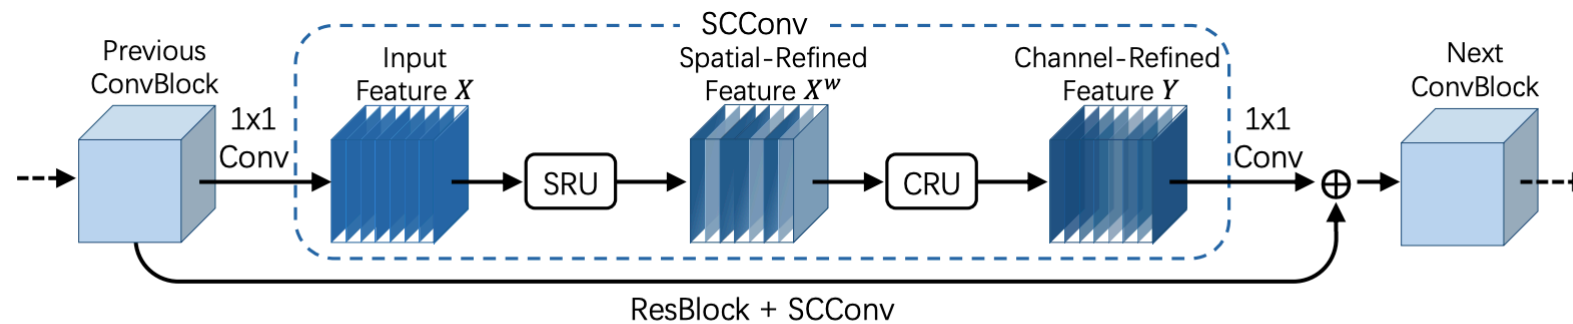 SCConv
Previous
ConvBlock
1x1
Conv
Input
Feature X
SRU
Spatial-Refined
Feature Xʷ
CRU
Channel-Refined
Feature Y
1x1
Conv
Next
ConvBlock
ResBlock + SCConv